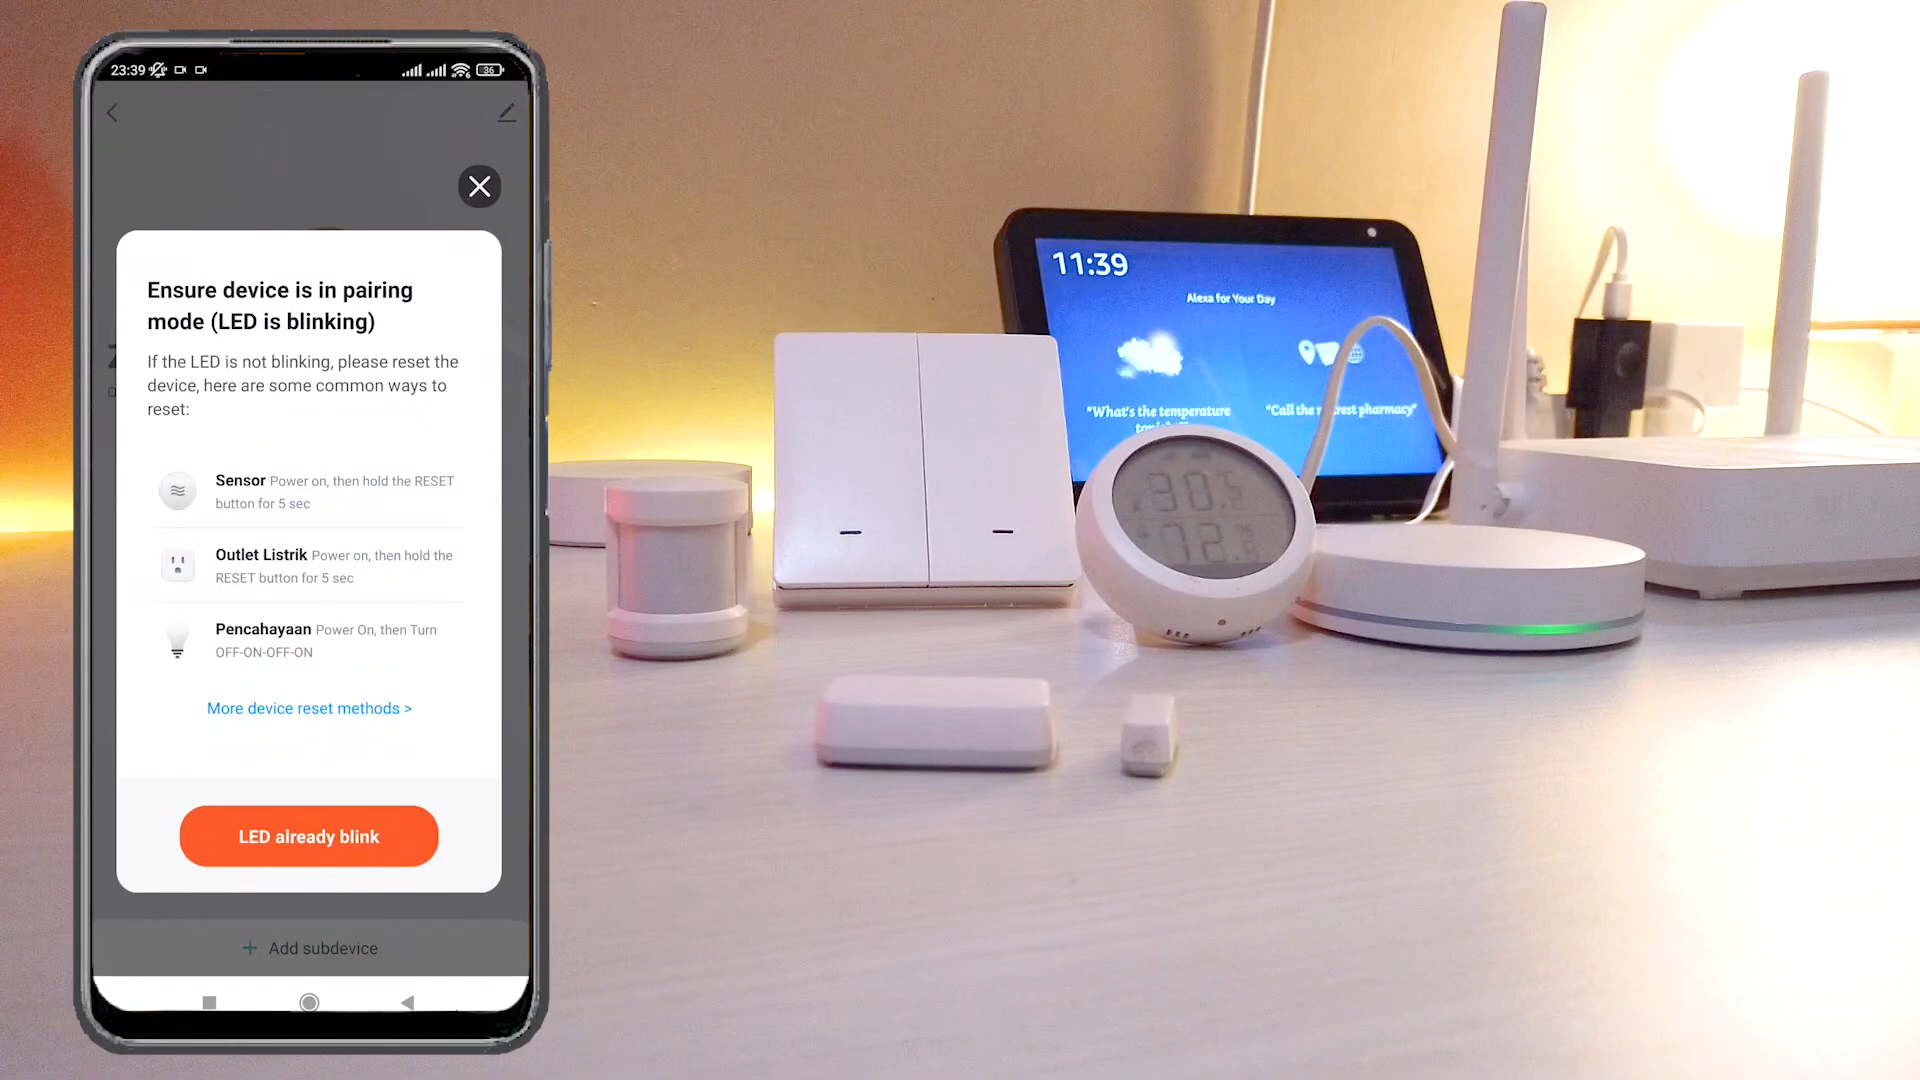 23:39
36
Ensure device is in pairing
mode (LED is blinking)
If the LED is not blinking, please reset the
device, here are some common ways to
reset:
Sensor Power on, then hold the RESET
button for 5 sec
Outlet Listrik Power on, then hold the
RESET button for 5 sec
Pencahayaan Power On, then Turn
OFF-ON-OFF-ON
More device reset methods >
LED already blink
+ Add subdevice
11:39
Alexa for Your Day
"What's the temperature
"Call the nearest pharmacy"